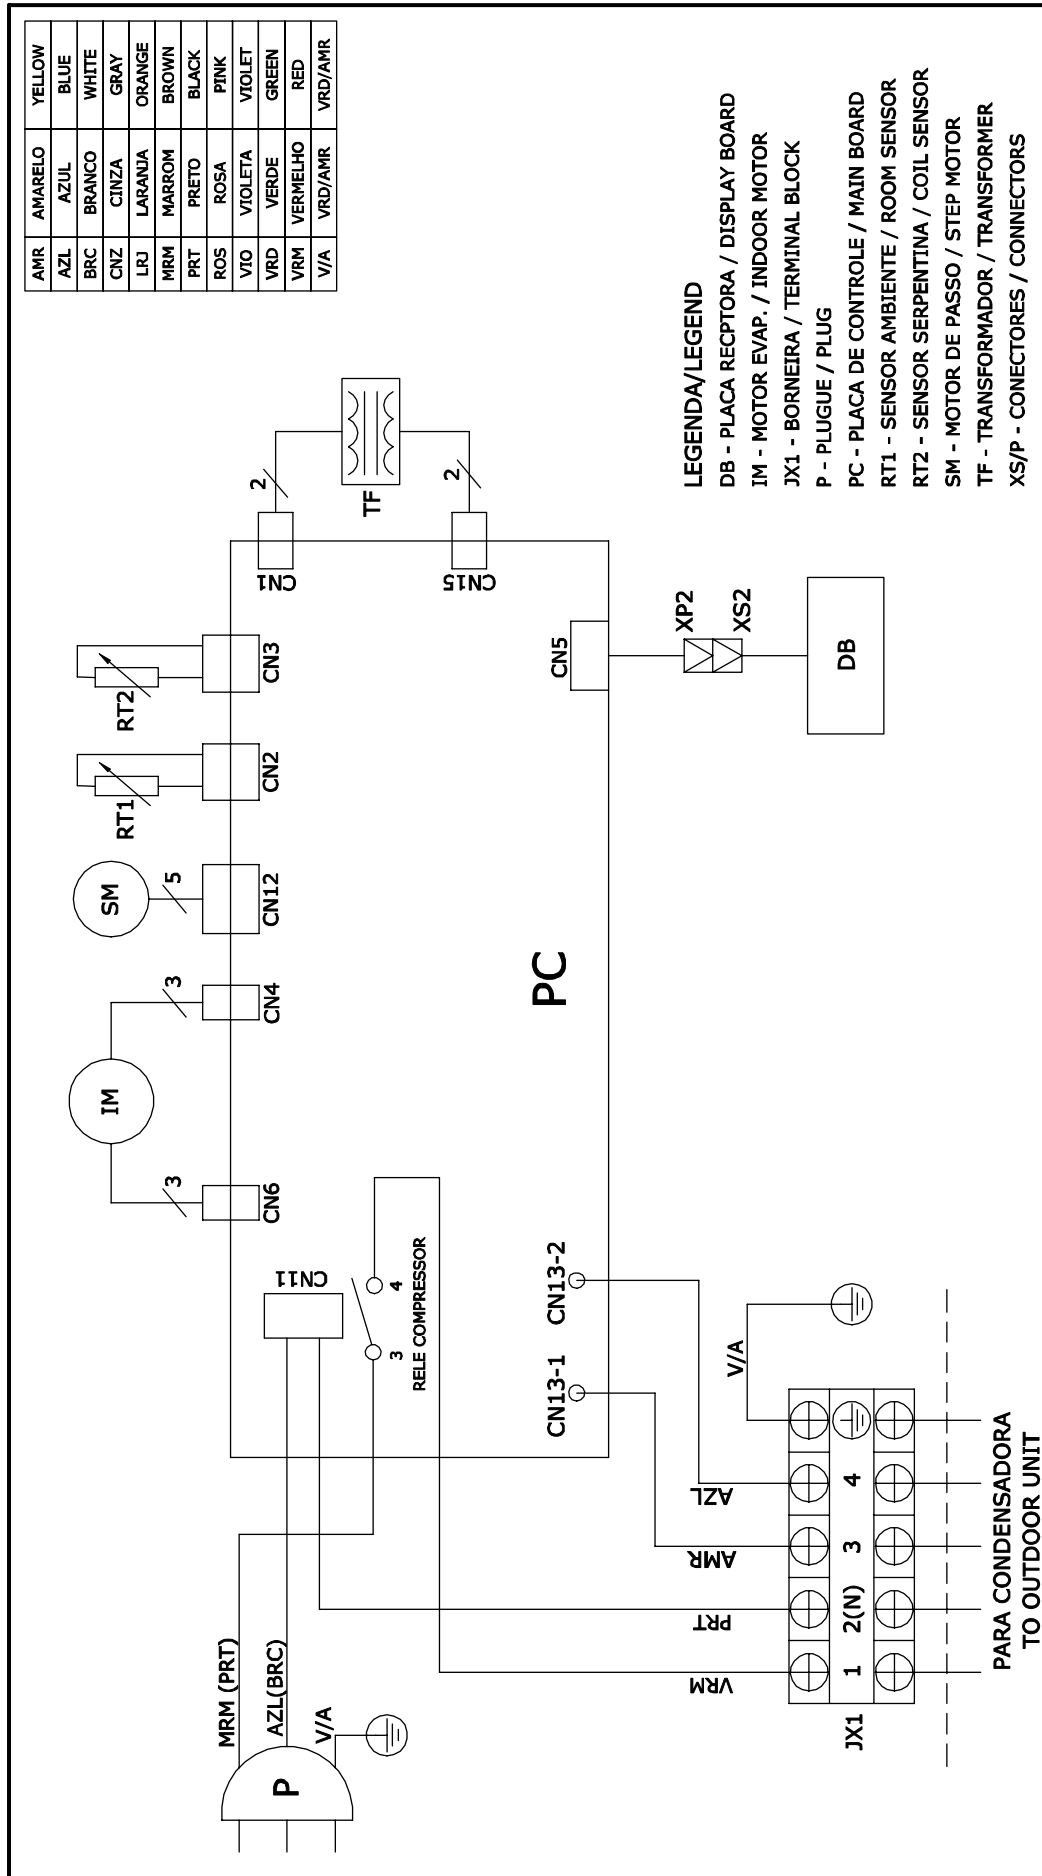 MRM (PRT)
AZL(BRC)
V/A
P
CN11
3
4
RELE COMPRESSOR
CN6
3
IM
CN4
3
SM
5
CN12
RT1
CN2
RT2
CN3
CN1
2
TF
CN15
2
PC
CN13-1
CN13-2
CN5
XP2
XS2
DB
VRM
PRT
AMR
AZL
V/A
JX1
1
2(N)
3
4
PARA CONDENSADORA
TO OUTDOOR UNIT
AMR AMARELO YELLOW
AZL AZUL BLUE
BRC BRANCO WHITE
CNZ CINZA GRAY
LRJ LARANJA ORANGE
MRM MARROM BROWN
PRT PRETO BLACK
ROS ROSA PINK
VIO VIOLETA VIOLET
VRD VERDE GREEN
VRM VERMELHO RED
V/A VRD/AMR VRD/AMR
LEGENDA/LEGEND
DB - PLACA RECPTORA / DISPLAY BOARD
IM - MOTOR EVAP. / INDOOR MOTOR
JX1 - BORNEIRA / TERMINAL BLOCK
P - PLUGUE / PLUG
PC - PLACA DE CONTROLE / MAIN BOARD
RT1 - SENSOR AMBIENTE / ROOM SENSOR
RT2 - SENSOR SERPENTINA / COIL SENSOR
SM - MOTOR DE PASSO / STEP MOTOR
TF - TRANSFORMADOR / TRANSFORMER
XS/P - CONECTORES / CONNECTORS